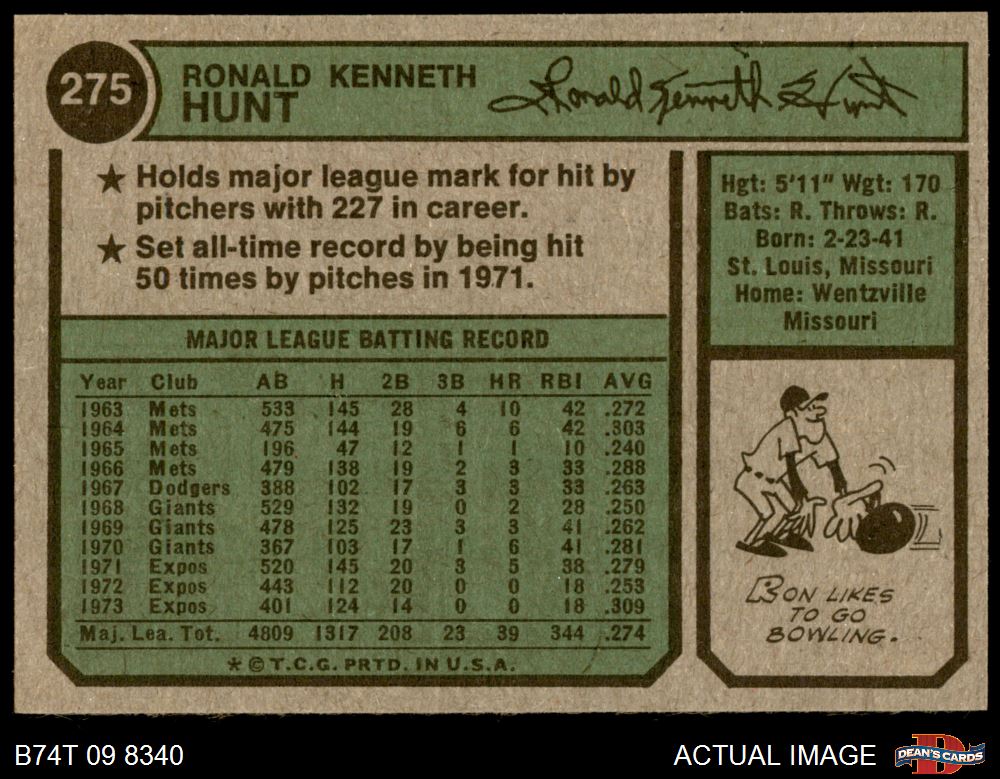 275
RONALD KENNETH
HUNT
Ronald Kenneth Hunt
★ Holds major league mark for hit by
pitchers with 227 in career.
★ Set all-time record by being hit
50 times by pitches in 1971.
MAJOR LEAGUE BATTING RECORD
Year Club AB H 2B 3B HR RBI AVG
1963 Mets 533 145 28 4 10 42 .272
1964 Mets 475 144 19 6 6 42 .303
1965 Mets 196 47 12 1 1 10 .240
1966 Mets 479 138 19 2 3 33 .288
1967 Dodgers 388 102 17 3 3 33 .263
1968 Giants 529 132 19 0 2 28 .250
1969 Giants 478 125 23 3 3 41 .262
1970 Giants 367 103 17 1 6 41 .281
1971 Expos 520 145 20 3 5 38 .279
1972 Expos 443 112 20 0 0 18 .253
1973 Expos 401 124 14 0 0 18 .309
Maj. Lea. Tot. 4809 1317 208 23 39 344 .274
* © T.C.G. PRTD. IN U.S.A.
Hgt: 5'11" Wgt: 170
Bats: R. Throws: R.
Born: 2-23-41
St. Louis, Missouri
Home: Wentzville
Missouri
RON LIKES
TO GO
BOWLING.
B74T 09 8340
ACTUAL IMAGE
DEAN'S CARDS